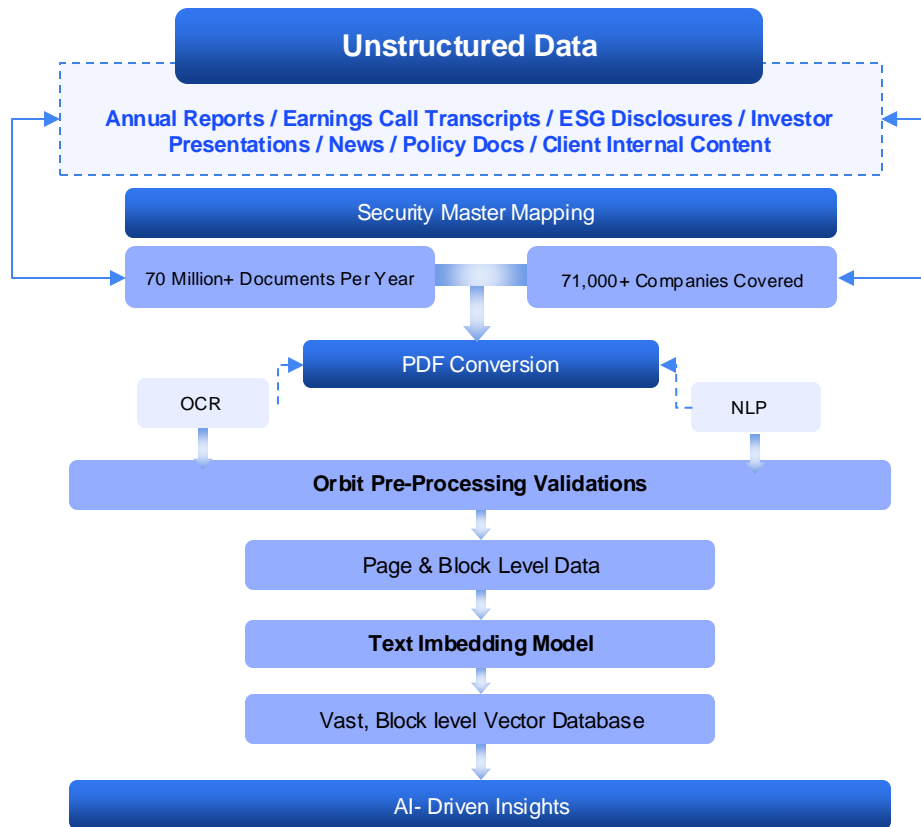 Unstructured Data
Annual Reports / Earnings Call Transcripts / ESG Disclosures / Investor
Presentations / News / Policy Docs / Client Internal Content
Security Master Mapping
70 Million+ Documents Per Year
71,000+ Companies Covered
PDF Conversion
OCR
NLP
Orbit Pre-Processing Validations
Page & Block Level Data
Text Imbedding Model
Vast, Block level Vector Database
AI- Driven Insights